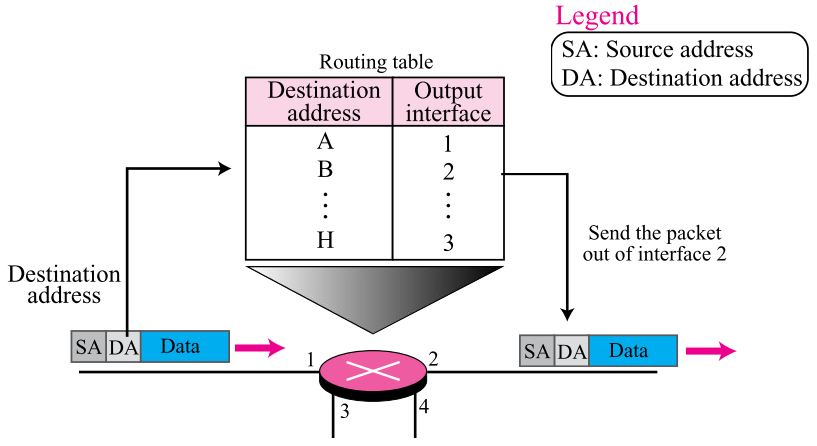 Legend
SA: Source address
DA: Destination address
Routing table
Destination address
Output interface
A 1
B 2
⋮ ⋮
H 3
Destination
address
Send the packet
out of interface 2
SA DA Data
SA DA Data
1
2
3
4